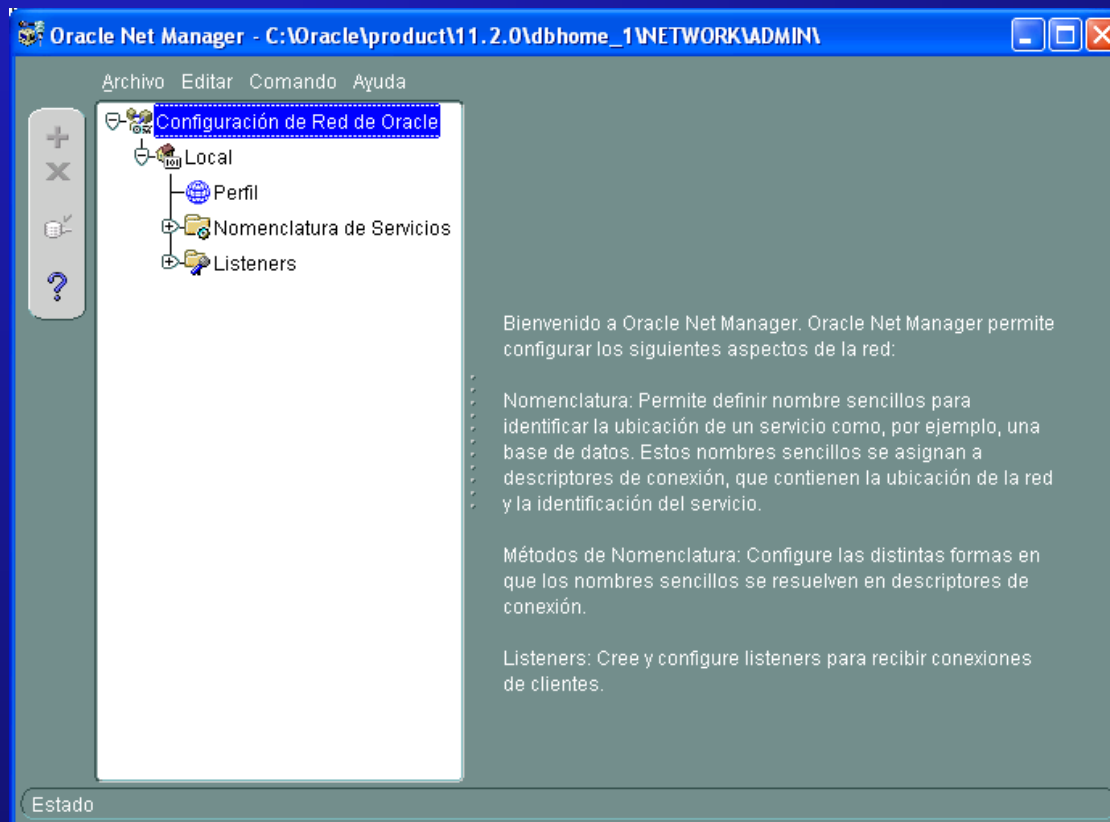 Oracle Net Manager - C:\Oracle\product\11.2.0\dbhome_1\NETWORK\ADMIN\
Archivo Editar Comando Ayuda
Configuración de Red de Oracle
Local
Perfil
Nomenclatura de Servicios
Listeners
Bienvenido a Oracle Net Manager. Oracle Net Manager permite
configurar los siguientes aspectos de la red:
Nomenclatura: Permite definir nombre sencillos para
identificar la ubicación de un servicio como, por ejemplo, una
base de datos. Estos nombres sencillos se asignan a
descriptores de conexión, que contienen la ubicación de la red
y la identificación del servicio.
Métodos de Nomenclatura: Configure las distintas formas en
que los nombres sencillos se resuelven en descriptores de
conexión.
Listeners: Cree y configure listeners para recibir conexiones
de clientes.
Estado